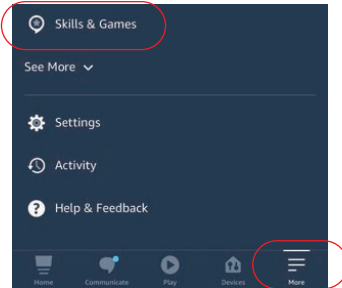 Skills & Games
See More
Settings
Activity
Help & Feedback
Home Communicate Play Devices More